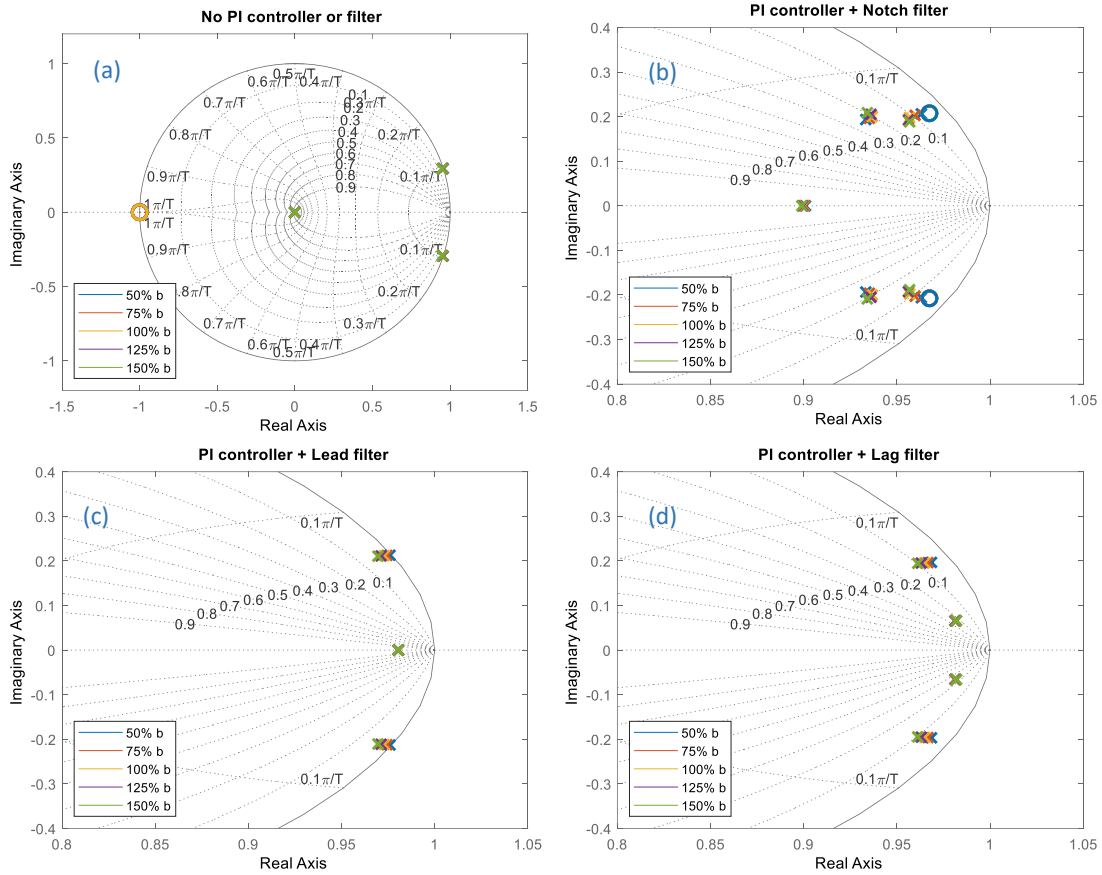 No PI controller or filter
(a)
1
0.5
0
-0.5
-1
-1.5
-1
-0.5
0
0.5
1
1.5
Imaginary Axis
Real Axis
0.5π/T
0.6π/T
0.4π/T
0.7π/T
0.3π/T
0.8π/T
0.2π/T
0.9π/T
0.1π/T
1π/T
1π/T
0.9π/T
0.1π/T
0.8π/T
0.2π/T
0.7π/T
0.3π/T
0.6π/T
0.4π/T
0.5π/T
0.1
0.2
0.3
0.4
0.5
0.6
0.7
0.8
0.9
50% b
75% b
100% b
125% b
150% b
PI controller + Notch filter
(b)
0.4
0.3
0.2
0.1
0
-0.1
-0.2
-0.3
-0.4
0.8
0.85
0.9
0.95
1
1.05
Imaginary Axis
Real Axis
0.1π/T
0.1π/T
0.9
0.8
0.7
0.6
0.5
0.4
0.3
0.2
0.1
50% b
75% b
100% b
125% b
150% b
PI controller + Lead filter
(c)
0.4
0.3
0.2
0.1
0
-0.1
-0.2
-0.3
-0.4
0.8
0.85
0.9
0.95
1
1.05
Imaginary Axis
Real Axis
0.1π/T
0.1π/T
0.9
0.8
0.7
0.6
0.5
0.4
0.3
0.2
0.1
50% b
75% b
100% b
125% b
150% b
PI controller + Lag filter
(d)
0.4
0.3
0.2
0.1
0
-0.1
-0.2
-0.3
-0.4
0.8
0.85
0.9
0.95
1
1.05
Imaginary Axis
Real Axis
0.1π/T
0.1π/T
0.9
0.8
0.7
0.6
0.5
0.4
0.3
0.2
0.1
50% b
75% b
100% b
125% b
150% b